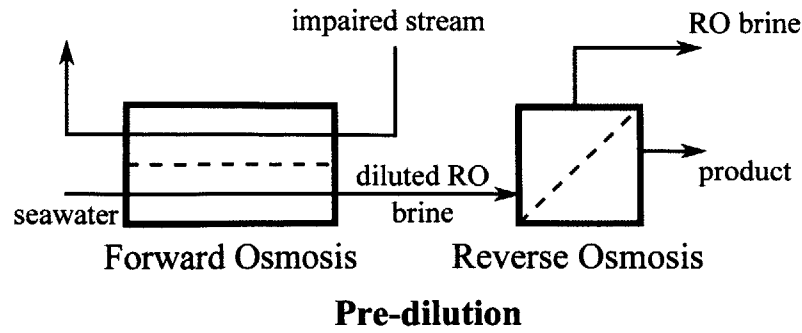 impaired stream
RO brine
diluted RO
brine
product
seawater
Forward Osmosis
Reverse Osmosis
Pre-dilution